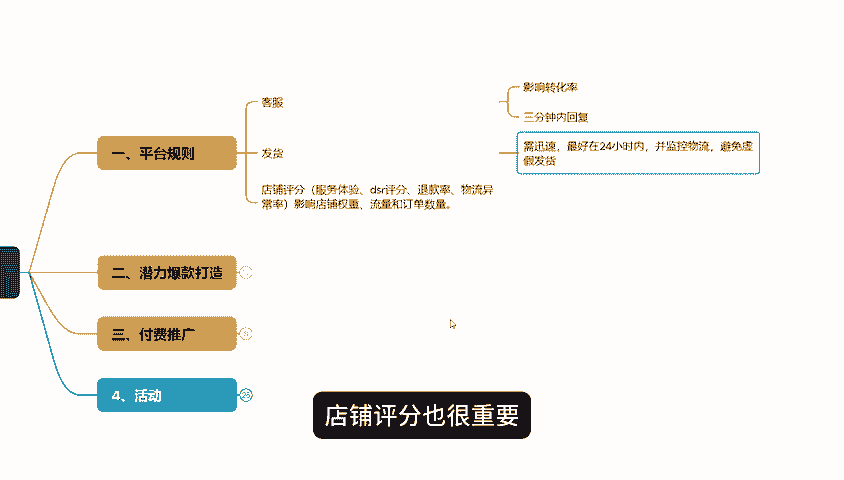 影响转化率
客服
三分钟内回复
一、平台规则
发货
需迅速，最好在24小时内，并监控物流，避免虚
假发货
店铺评分（服务体验、dsr评分、退款率、物流异
常率）影响店铺权重、流量和订单数量。
二、潜力爆款打造
三、付费推广
4、活动
26
店铺评分也很重要